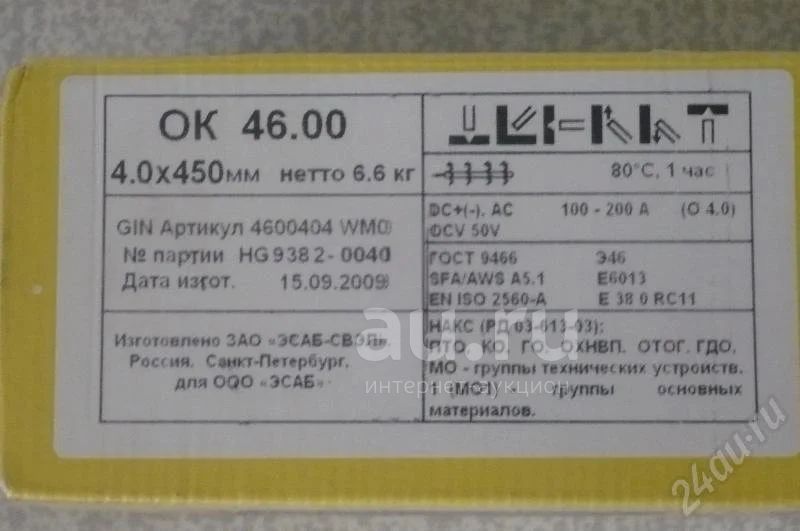 ОК 46.00
4.0x450мм нетто 6.6 кг
GIN Артикул 4600404 WM0
№ партии HG9382-0040
Дата изгот. 15.09.2009
Изготовлено ЗАО «ЭСАБ-СВЭЛ»
Россия, Санкт-Петербург,
для ООО «ЭСАБ»
80°C, 1 час
DC+(-), AC 100 - 200 A (O 4.0)
OCV 50V
ГОСТ 9466 Э46
SFA/AWS A5.1 E6013
EN ISO 2560-A E 38 0 RC11
НАКС (РД 03-613-03);
ПТО, КО, ГО, ОХНВП, ОТОГ, ГДО,
МО - группы технических устройств.
1 (М01) - группы основных
материалов.
au.ru
интернет-аукцион
24au.ru